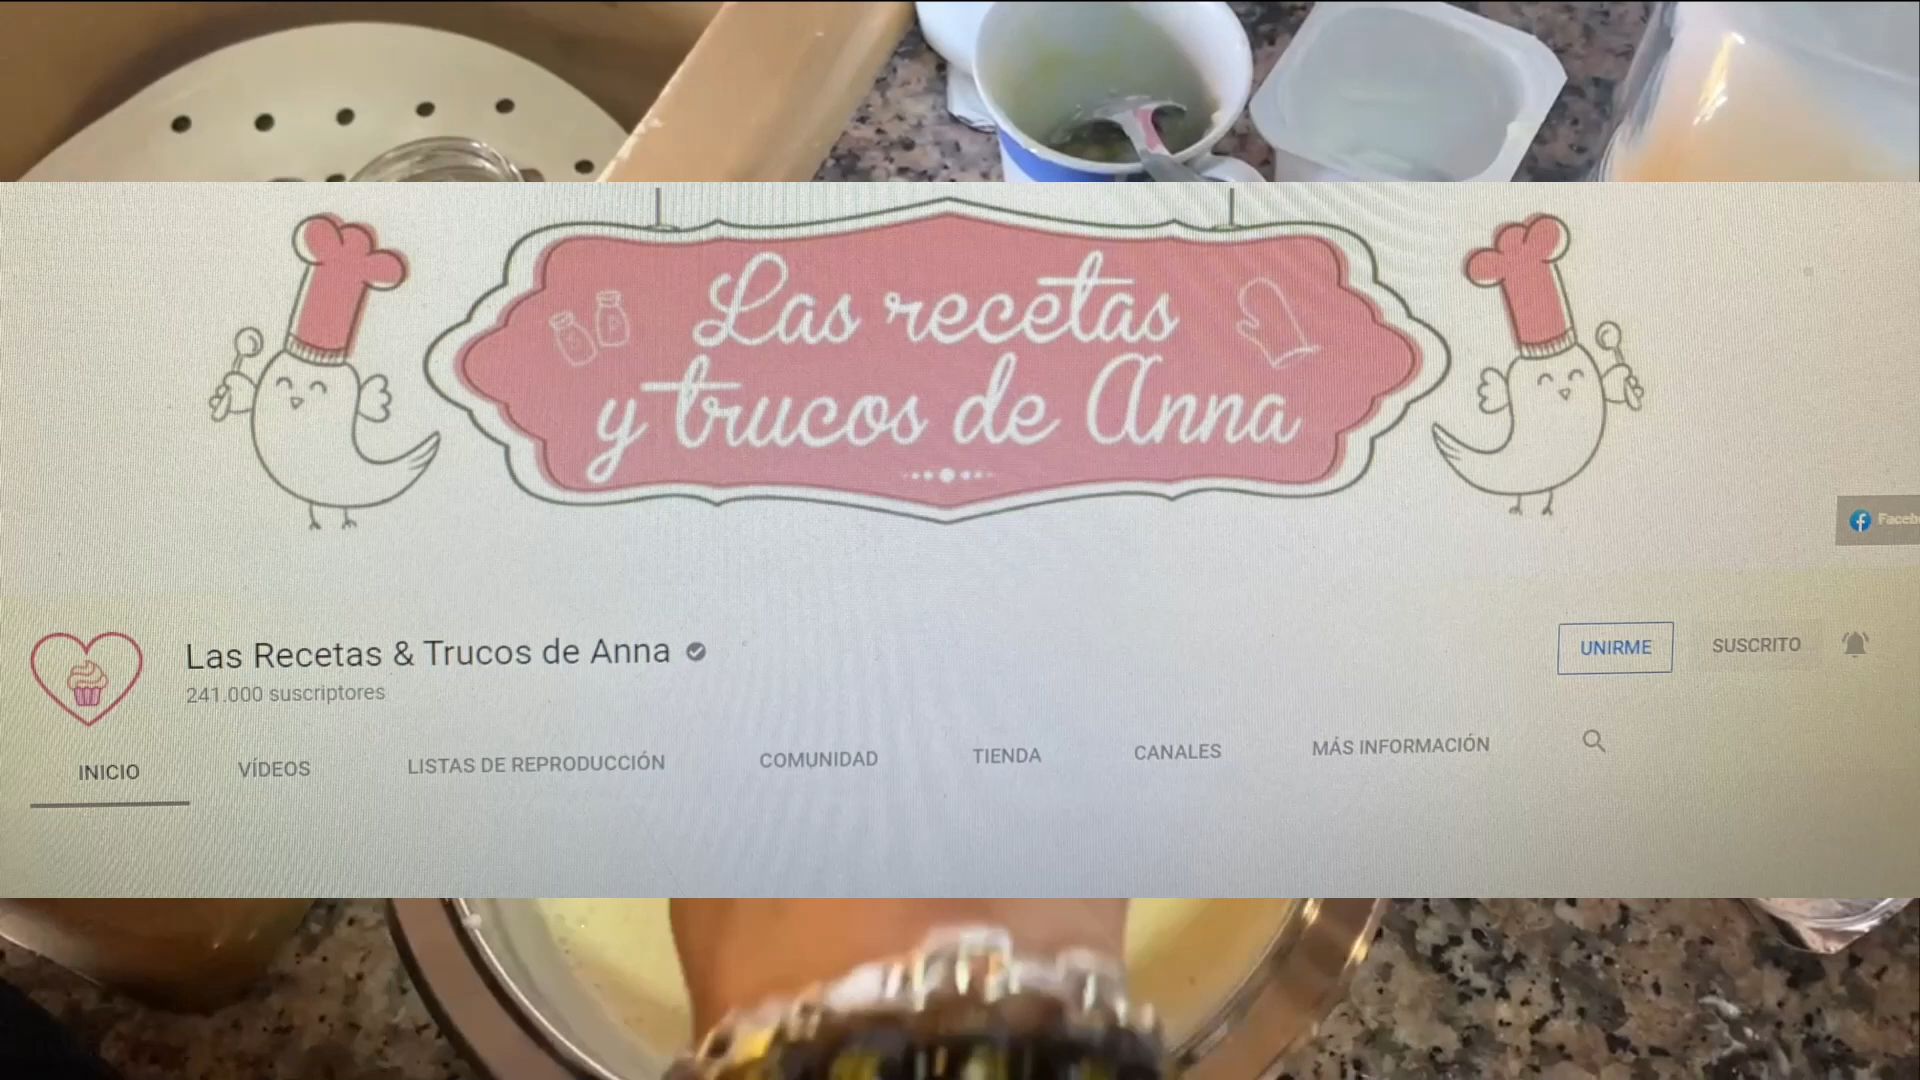 Las recetas
y trucos de Anna
Las Recetas & Trucos de Anna
241.000 suscriptores
UNIRME
SUSCRITO
INICIO
VÍDEOS
LISTAS DE REPRODUCCIÓN
COMUNIDAD
TIENDA
CANALES
MÁS INFORMACIÓN